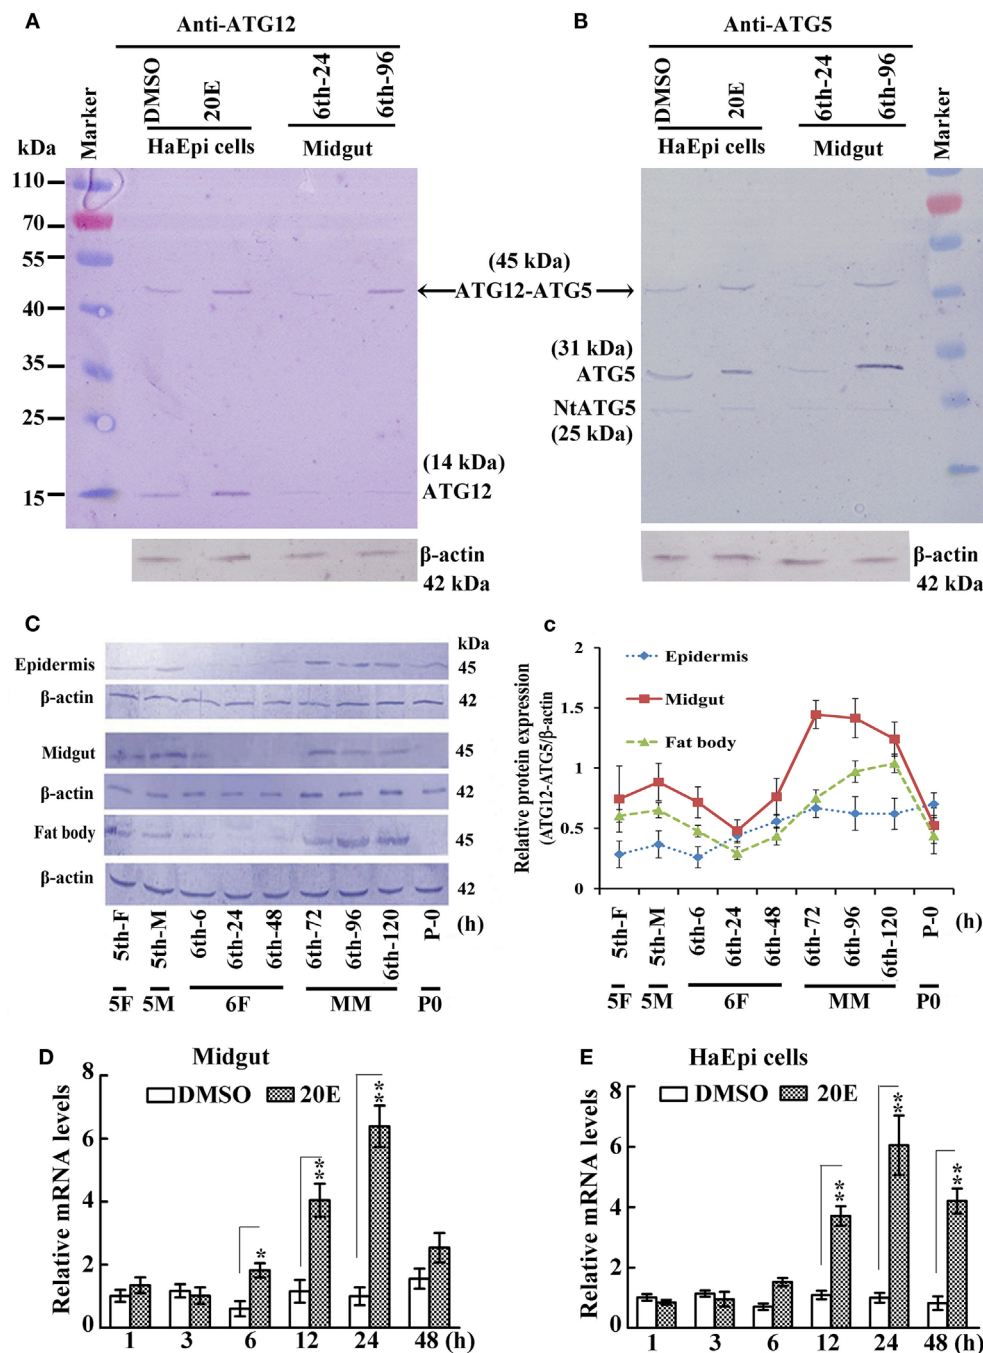 A
Anti-ATG12
Marker
DMSO
20E
6th-24
6th-96
kDa
HaEpi cells
Midgut
110
70
55
40
35
25
15
(45 kDa)
ATG12-ATG5
(14 kDa)
ATG12
β-actin
42 kDa
B
Anti-ATG5
DMSO
20E
6th-24
6th-96
Marker
HaEpi cells
Midgut
(31 kDa)
ATG5
NtATG5
(25 kDa)
β-actin
42 kDa
C
kDa
Epidermis
45
β-actin
42
Midgut
45
β-actin
42
Fat body
45
β-actin
42
5th-F
5th-M
6th-6
6th-24
6th-48
6th-72
6th-96
6th-120
P-0
(h)
5F
5M
6F
MM
P0
c
Relative protein expression
(ATG12-ATG5/β-actin
2
1.5
1
0.5
0
Epidermis
Midgut
Fat body
5th-F
5th-M
6th-6
6th-24
6th-48
6th-72
6th-96
6th-120
P-0
(h)
5F
5M
6F
MM
P0
D
Midgut
Relative mRNA levels
8
6
4
2
0
DMSO
20E
*
**
**
1
3
6
12
24
48 (h)
E
HaEpi cells
Relative mRNA levels
8
6
4
2
0
DMSO
20E
**
**
**
1
3
6
12
24
48 (h)